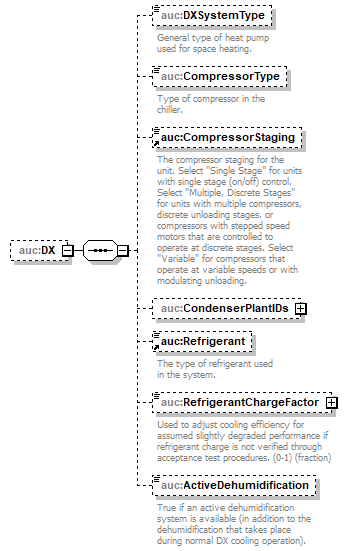 auc:DXSystemType
General type of heat pump
used for space heating.
auc:CompressorType
Type of compressor in the
chiller.
auc:CompressorStaging
The compressor staging for the
unit. Select "Single Stage" for units
with single stage (on/off) control.
Select "Multiple, Discrete Stages"
for units with multiple compressors,
discrete unloading stages, or
compressors with stepped speed
motors that are controlled to
operate at discrete stages. Select
"Variable" for compressors that
operate at variable speeds or with
modulating unloading.
auc:DX
auc:CondenserPlantIDs
auc:Refrigerant
The type of refrigerant used
in the system.
auc:RefrigerantChargeFactor
Used to adjust cooling efficiency for
assumed slightly degraded performance if
refrigerant charge is not verified through
acceptance test procedures. (0-1) (fraction)
auc:ActiveDehumidification
True if an active dehumidification
system is available (in addition to the
dehumidification that takes place
during normal DX cooling operation).